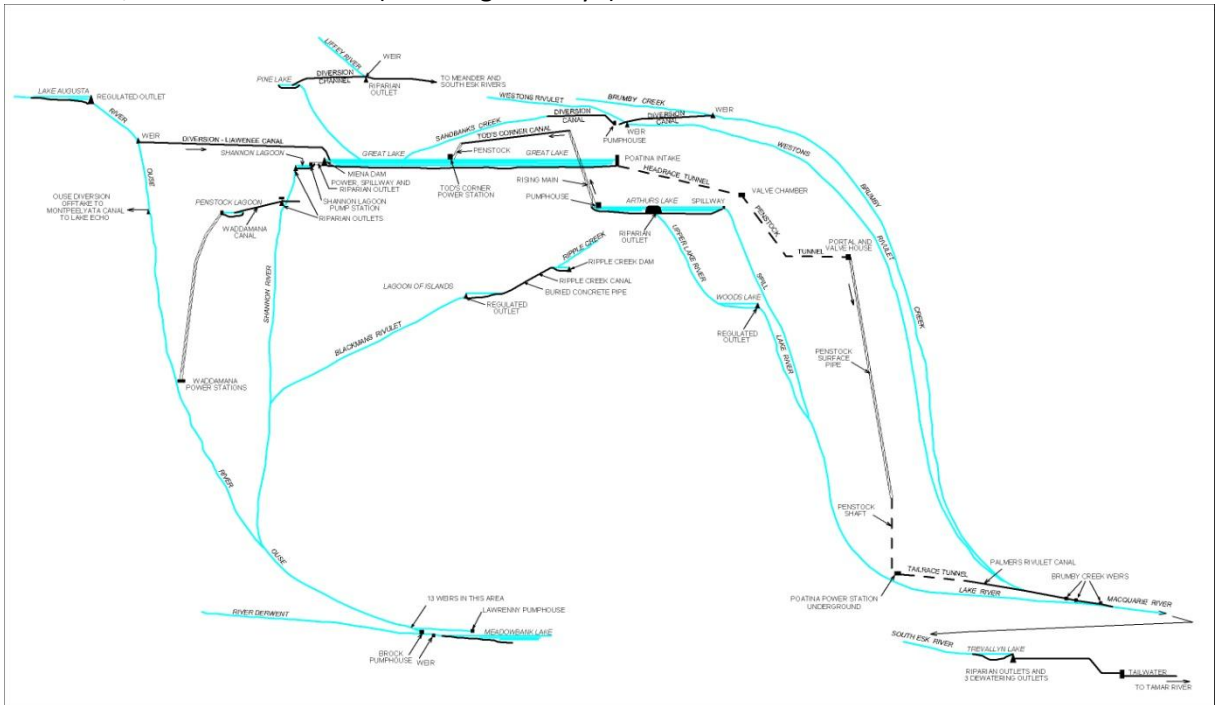 LIFFEY RIVER
WEIR
PINE LAKE
DIVERSION
CHANNEL
RIPARIAN
OUTLET
TO MEANDER AND
SOUTH ESK RIVERS
LAKE AUGUSTA
REGULATED OUTLET
RIVER
WESTONS RIVULET
BRUMBY CREEK
WEIR
DIVERSION
CANAL
DIVERSION
CANAL
WEIR
PUMPHOUSE
SANDBANKS CREEK
TOD'S CORNER CANAL
WEIR
DIVERSION - LIAWENEE CANAL
SHANNON LAGOON
GREAT LAKE
PENSTOCK
GREAT LAKE
POATINA INTAKE
WESTONS
MIENA DAM
POWER, SPILLWAY AND
RIPARIAN OUTLET
TOD'S CORNER
POWER STATION
RISING MAIN
HEADRACE TUNNEL
VALVE CHAMBER
BRUMBY
OUSE
OUSE DIVERSION
OFFTAKE TO
MONTPEELYATA CANAL
TO LAKE ECHO
PENSTOCK LAGOON
SHANNON LAGOON
PUMP STATION
RIPARIAN OUTLETS
WADDAMANA
CANAL
PUMPHOUSE
ARTHURS LAKE
SPILLWAY
PENSTOCK
RIPARIAN
OUTLET
TUNNEL
PORTAL AND
VALVE HOUSE
RIVULET
RIPPLE CREEK
RIPPLE CREEK DAM
RIPPLE CREEK CANAL
BURIED CONCRETE PIPE
UPPER LAKE RIVER
SPILL
LAGOON OF ISLANDS
REGULATED
OUTLET
WOODS LAKE
REGULATED
OUTLET
CREEK
SHANNON RIVER
BLACKMANS RIVULET
LAKE RIVER
PENSTOCK
SURFACE
PIPE
WADDAMANA
POWER STATIONS
RIVER
PENSTOCK
SHAFT
OUSE
TAILRACE TUNNEL
PALMERS RIVULET CANAL
BRUMBY CREEK WEIRS
POATINA POWER STATION
UNDERGROUND
LAKE RIVER
MACQUARIE RIVER
13 WEIRS IN THIS AREA
LAWRENNY PUMPHOUSE
RIVER DERWENT
MEADOWBANK LAKE
BROCK
PUMPHOUSE
WEIR
SOUTH ESK RIVER
TREVALLYN LAKE
RIPARIAN OUTLETS AND
3 DEWATERING OUTLETS
TAILWATER
TO TAMAR RIVER